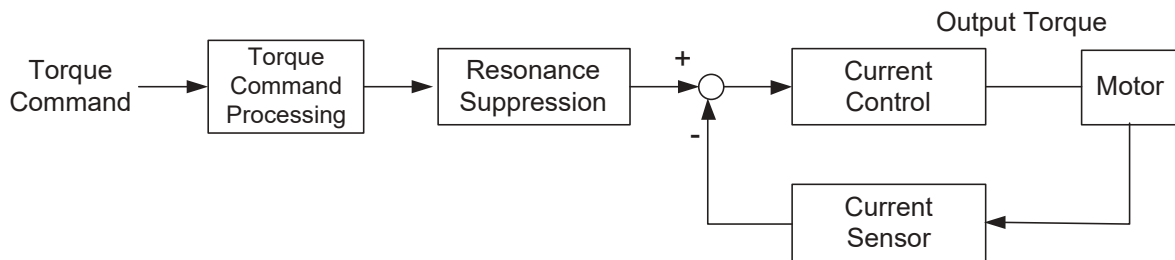 Output Torque
Torque
Command
Torque
Command
Processing
Resonance
Suppression
+
-
Current
Control
Motor
Current
Sensor